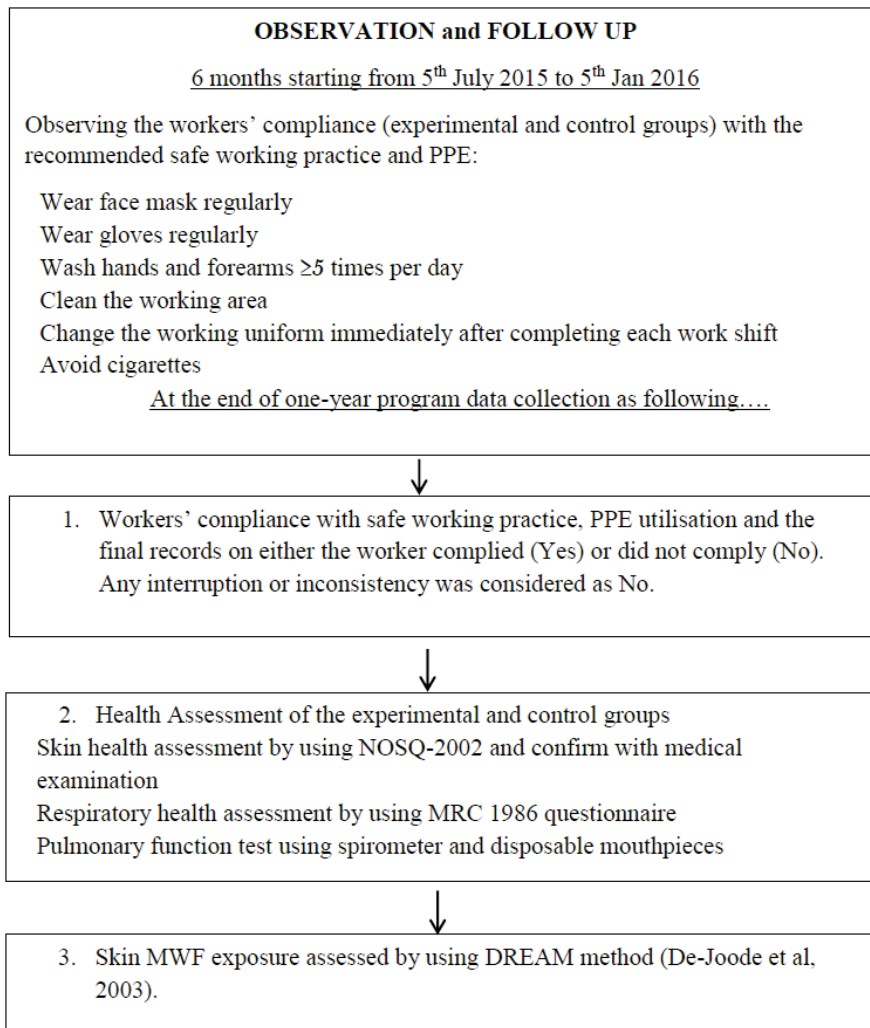 OBSERVATION and FOLLOW UP
6 months starting from 5th July 2015 to 5th Jan 2016
Observing the workers' compliance (experimental and control groups) with the
recommended safe working practice and PPE:
Wear face mask regularly
Wear gloves regularly
Wash hands and forearms ≥5 times per day
Clean the working area
Change the working uniform immediately after completing each work shift
Avoid cigarettes
At the end of one-year program data collection as following….
1. Workers' compliance with safe working practice, PPE utilisation and the
final records on either the worker complied (Yes) or did not comply (No).
Any interruption or inconsistency was considered as No.
2. Health Assessment of the experimental and control groups
Skin health assessment by using NOSQ-2002 and confirm with medical
examination
Respiratory health assessment by using MRC 1986 questionnaire
Pulmonary function test using spirometer and disposable mouthpieces
3. Skin MWF exposure assessed by using DREAM method (De-Joode et al,
2003).